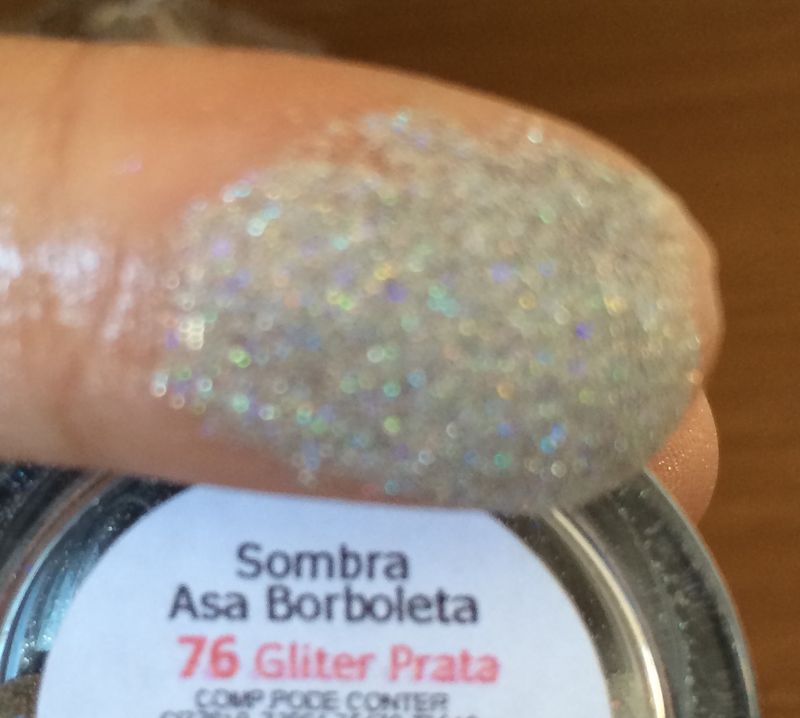 Sombra
Asa Borboleta
76 Gliter Prata
COMP.PODE CONTER